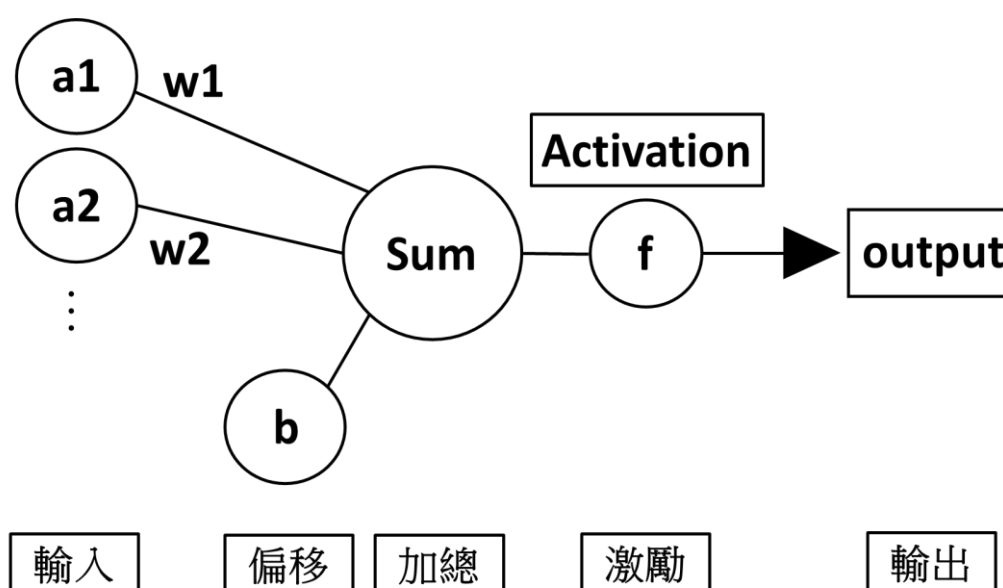 a1
w1
a2
w2
⋮
Sum
Activation
f
output
b
輸入
偏移
加總
激勵
輸出